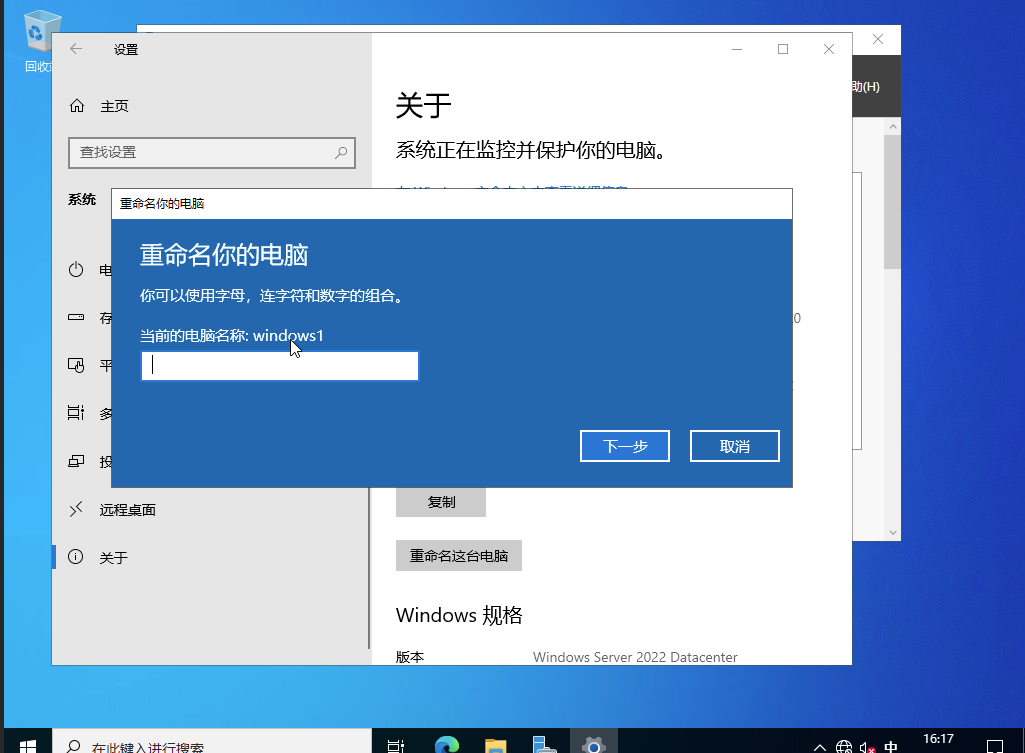 回收
设置
助(H)
主页
关于
查找设置
系统正在监控并保护你的电脑。
系统
重命名你的电脑
重命名你的电脑
你可以使用字母，连字符和数字的组合。
当前的电脑名称: windows1
下一步
取消
电
存
平
多
投
复制
远程桌面
重命名这台电脑
关于
Windows 规格
版本
Windows Server 2022 Datacenter
在此键入进行搜索
中
16:17